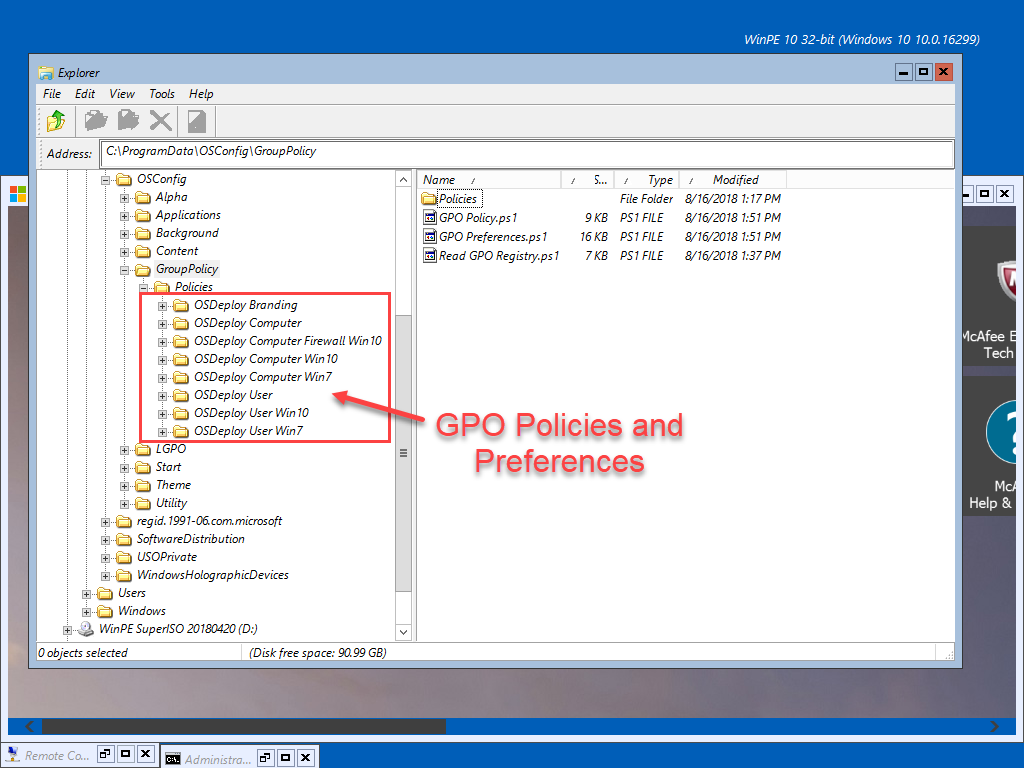 WinPE 10 32-bit (Windows 10 10.0.16299)
Explorer
File Edit View Tools Help
Address: C:\ProgramData\OSConfig\GroupPolicy
OSConfig
Alpha
Applications
Background
Content
GroupPolicy
Policies
OSDeploy Branding
OSDeploy Computer
OSDeploy Computer Firewall Win10
OSDeploy Computer Win10
OSDeploy Computer Win7
OSDeploy User
OSDeploy User Win10
OSDeploy User Win7
LGPO
Start
Theme
Utility
regid.1991-06.com.microsoft
SoftwareDistribution
USOPrivate
WindowsHolographicDevices
Users
Windows
WinPE SuperISO 20180420 (D:)
Name / / S... / Type / Modified
Policies File Folder 8/16/2018 1:17 PM
GPO Policy.ps1 9 KB PS1 FILE 8/16/2018 1:51 PM
GPO Preferences.ps1 16 KB PS1 FILE 8/16/2018 1:51 PM
Read GPO Registry.ps1 7 KB PS1 FILE 8/16/2018 1:37 PM
GPO Policies and
Preferences
McAfee E
Tech
?
McA
Help &
0 objects selected (Disk free space: 90.99 GB)
Remote Co...
Administra...